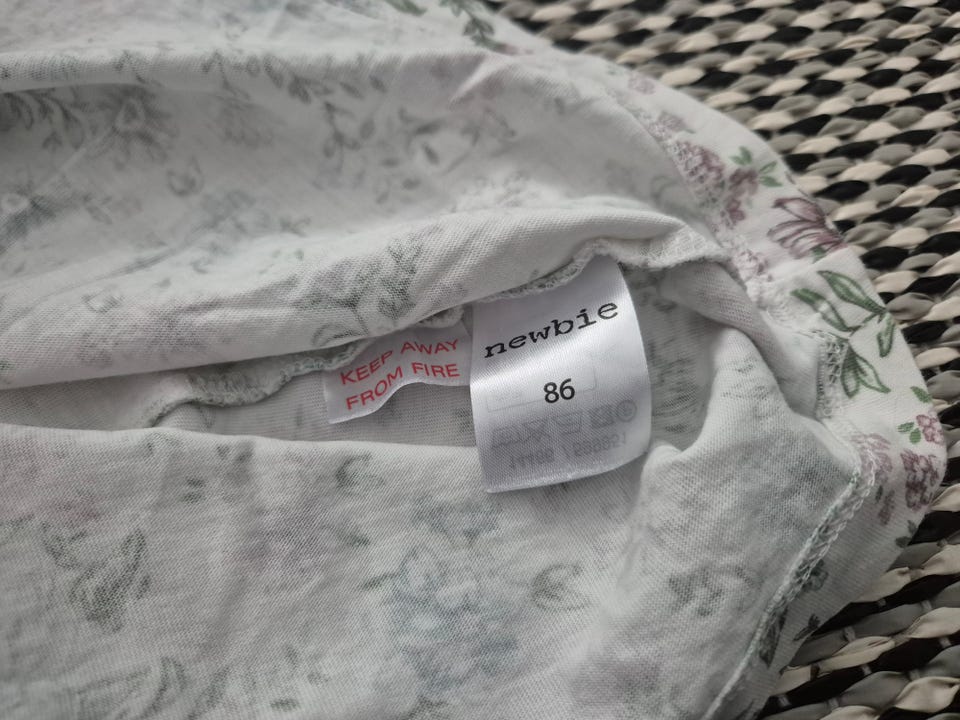 KEEP AWAY
FROM FIRE
newbie
86